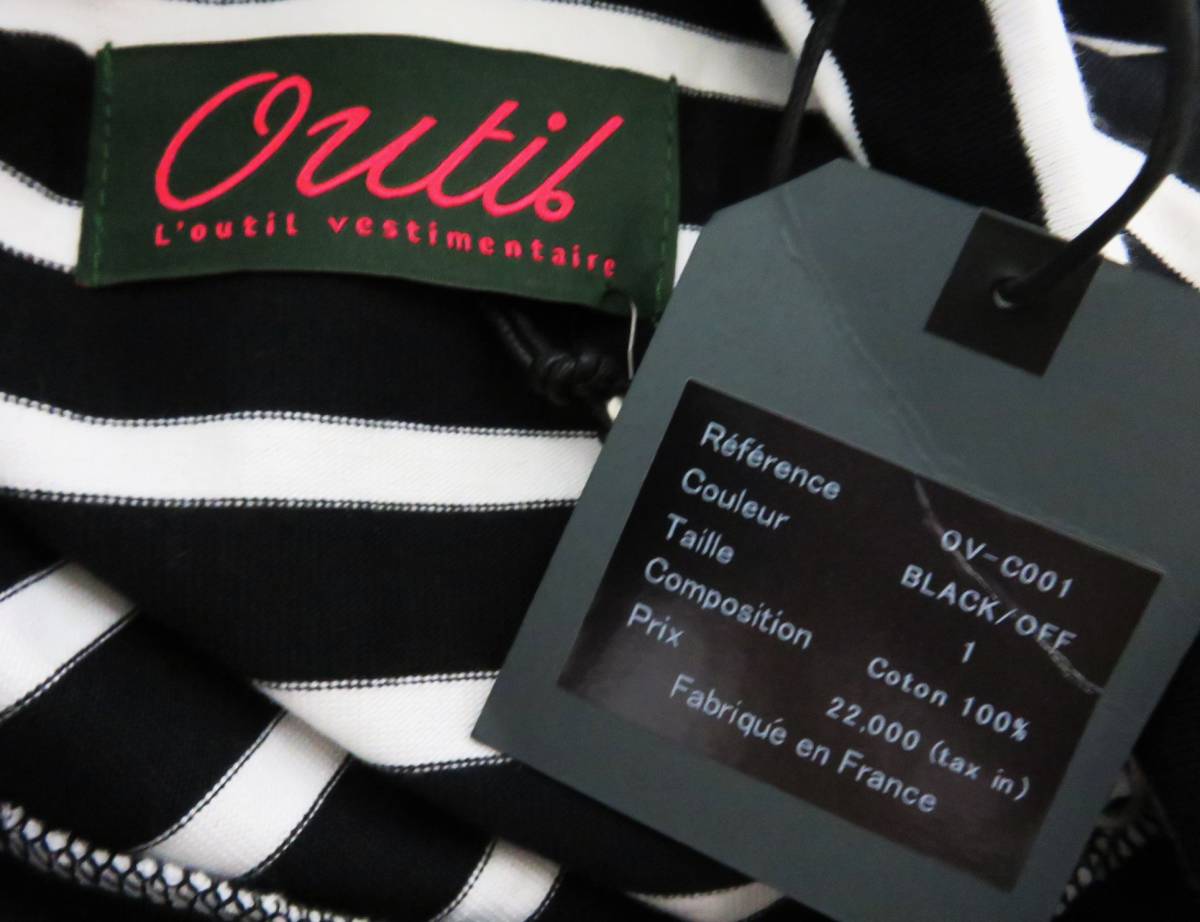 Outil
L'outil vestimentaire
Référence OV-C001
Couleur BLACK/OFF
Taille 1
Composition Coton 100%
Prix 22,000 (tax in)
Fabriqué en France